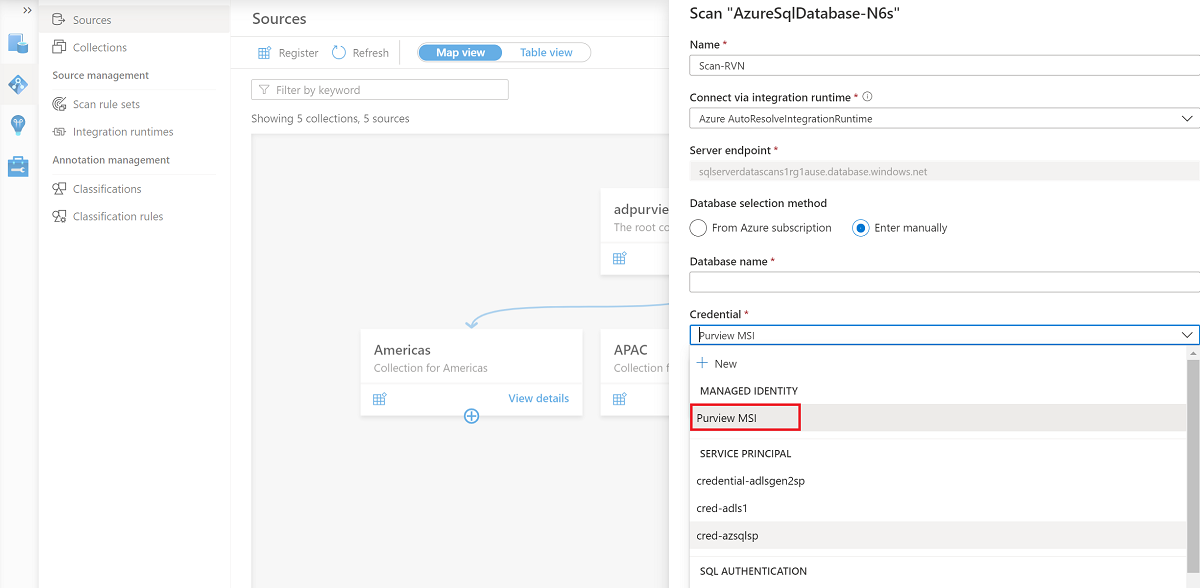 Sources
Collections
Source management
Scan rule sets
Integration runtimes
Annotation management
Classifications
Classification rules
Sources
Register
Refresh
Map view
Table view
Filter by keyword
Showing 5 collections, 5 sources
adpurvie
The root co
Americas
Collection for Americas
View details
APAC
Collection f
Scan "AzureSqlDatabase-N6s"
Name *
Scan-RVN
Connect via integration runtime *
Azure AutoResolveIntegrationRuntime
Server endpoint *
sqlserverdatascans1rg1ause.database.windows.net
Database selection method
From Azure subscription
Enter manually
Database name *
Credential *
Purview MSI
New
MANAGED IDENTITY
Purview MSI
SERVICE PRINCIPAL
credential-adlsgen2sp
cred-adls1
cred-azsqlsp
SQL AUTHENTICATION